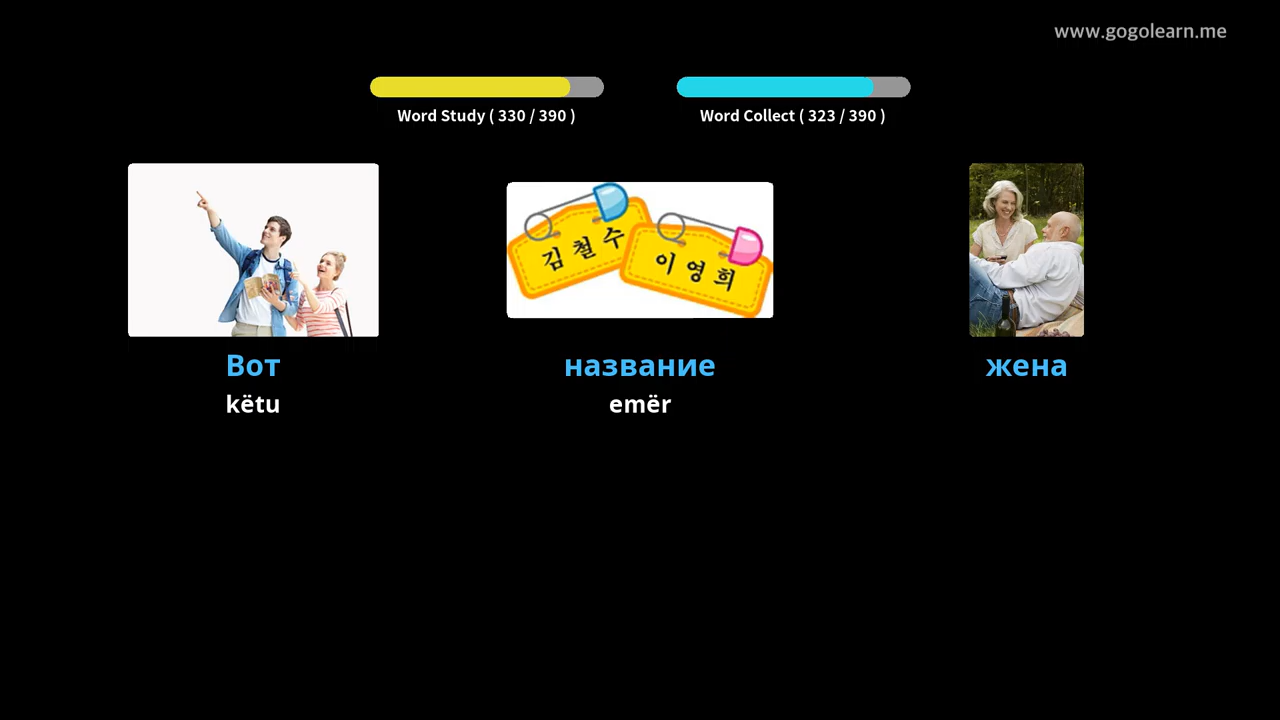 www.gogolearn.me
Word Study ( 330 / 390 )
Word Collect ( 323 / 390 )
김철수
이영희
Вот
название
жена
këtu
emër